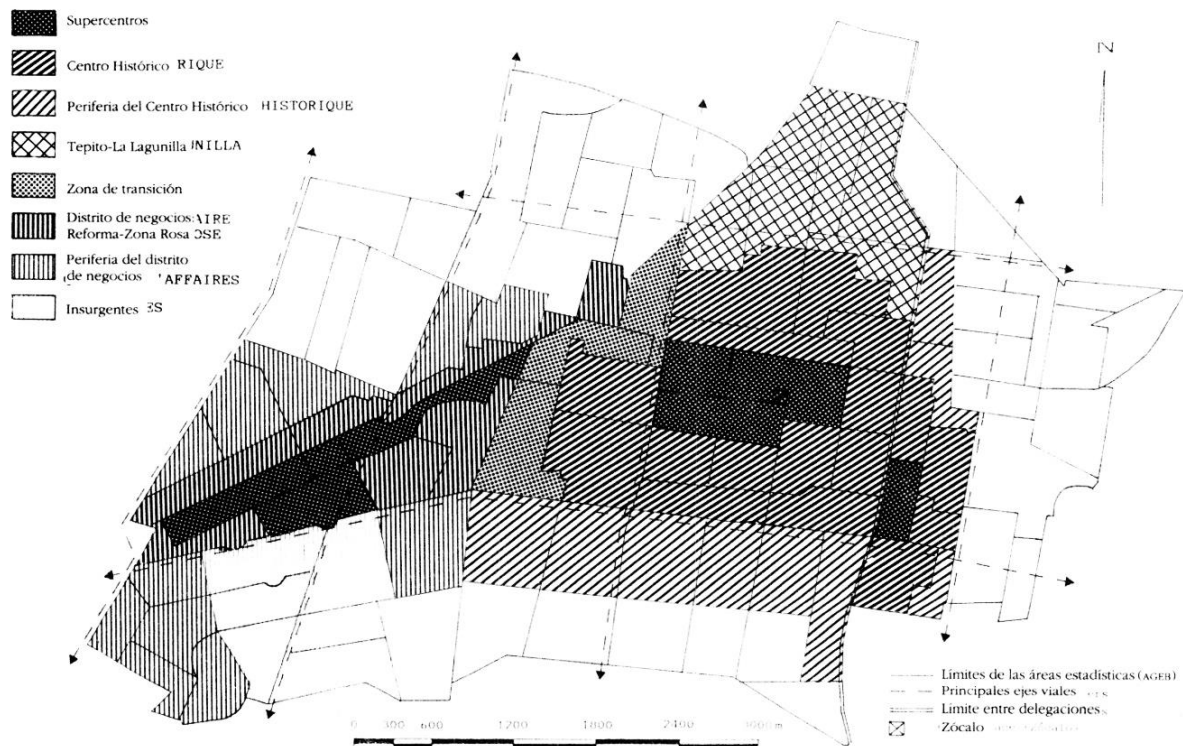 Supercentros
Centro Histórico RIQUE
Periferia del Centro Histórico HISTORIQUE
Tepito-La Lagunilla INILLA
Zona de transición
Distrito de negocios AIRE
Reforma-Zona Rosa OSE
Periferia del distrito
de negocios 'AFFAIRES
Insurgentes ES
N
Límites de las áreas estadísticas (AGEB)
Principales ejes viales
Límite entre delegaciones
Zócalo
0 300 600 1200 1800 2400 3000 m